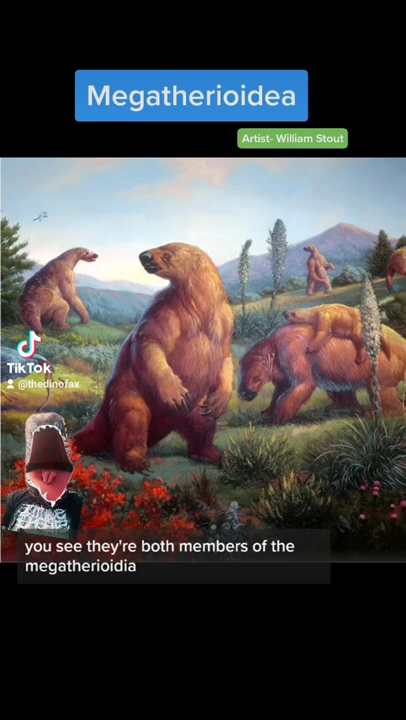 Megatherioidea
Artist- William Stout
TikTok
@thedinofax
you see they're both members of the
megatherioidia